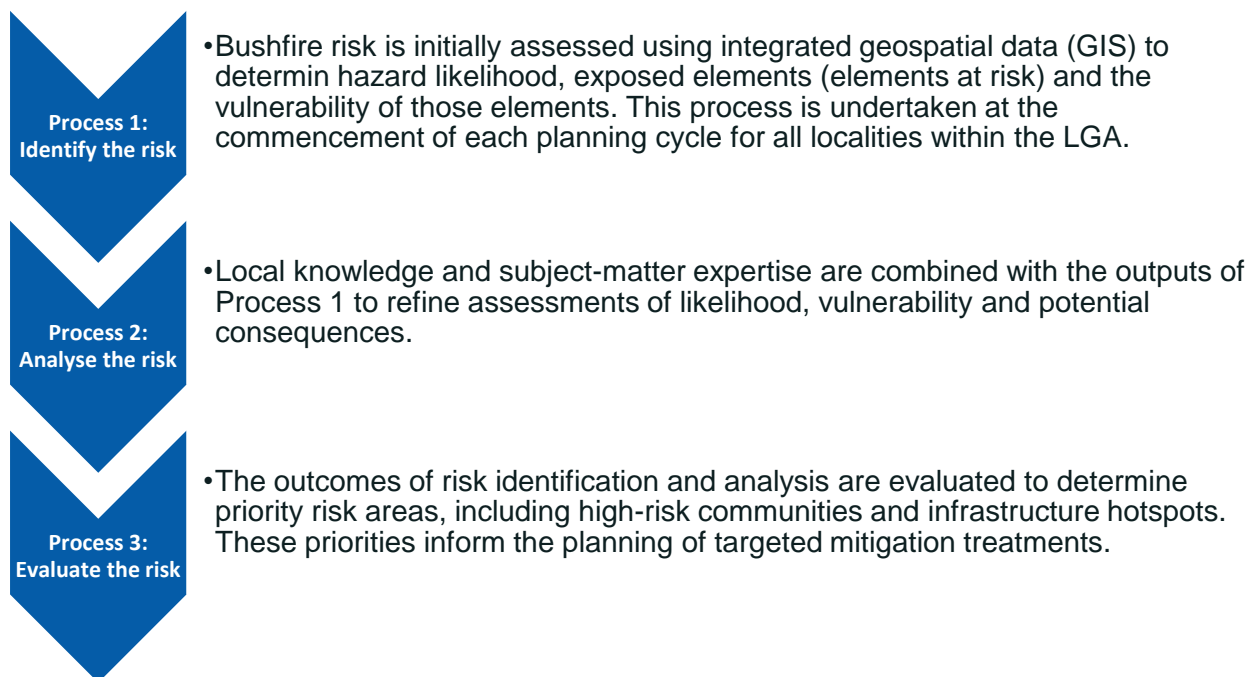 Process 1:
Identify the risk
•Bushfire risk is initially assessed using integrated geospatial data (GIS) to
determin hazard likelihood, exposed elements (elements at risk) and the
vulnerability of those elements. This process is undertaken at the
commencement of each planning cycle for all localities within the LGA.
Process 2:
Analyse the risk
•Local knowledge and subject-matter expertise are combined with the outputs of
Process 1 to refine assessments of likelihood, vulnerability and potential
consequences.
Process 3:
Evaluate the risk
•The outcomes of risk identification and analysis are evaluated to determine
priority risk areas, including high-risk communities and infrastructure hotspots.
These priorities inform the planning of targeted mitigation treatments.